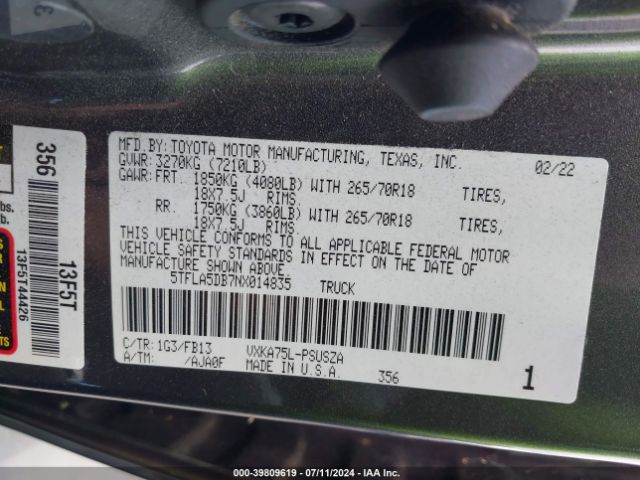 MFD.BY: TOYOTA MOTOR MANUFACTURING, TEXAS, INC. 02/22
GVWR: 3270KG (7210LB)
GAWR: FRT. 1850KG (4080LB) WITH 265/70R18 TIRES,
18X7.5J RIMS.
RR. 1750KG (3860LB) WITH 265/70R18 TIRES,
18X7.5J RIMS.
THIS VEHICLE CONFORMS TO ALL APPLICABLE FEDERAL MOTOR
VEHICLE SAFETY STANDARDS IN EFFECT ON THE DATE OF
MANUFACTURE SHOWN ABOVE.
5TFLA5DB7NX014835 TRUCK
C/TR: 1G3/FB13 VXKA75L-PSUSZA
A/TM: /AJA0F MADE IN U.S.A. 356 1
356
13F5T
13F5T44426
lbs.
lb.
000-39809619 - 07/11/2024 - IAA Inc.